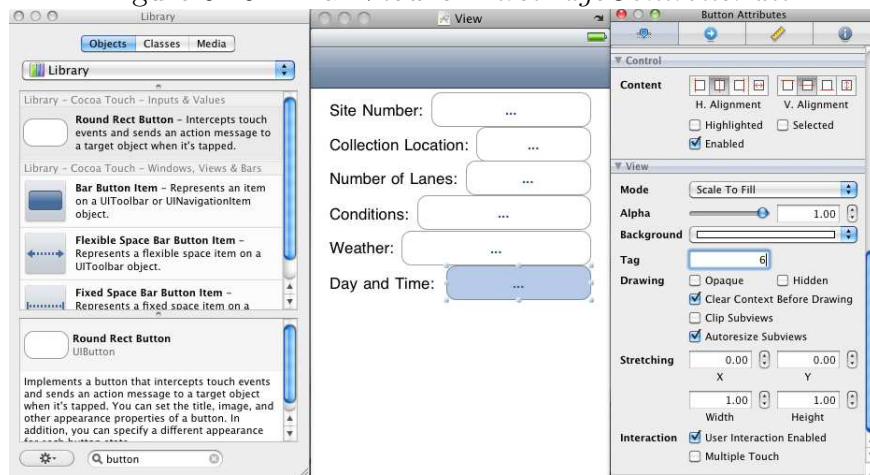 Library
Objects Classes Media
Library
Library – Cocoa Touch – Inputs & Values
Round Rect Button – Intercepts touch
events and sends an action message to
a target object when it's tapped.
Library – Cocoa Touch – Windows, Views & Bars
Bar Button Item – Represents an item
on a UIToolbar or UINavigationItem
object.
Flexible Space Bar Button Item –
Represents a flexible space item on a
UIToolbar object.
Fixed Space Bar Button Item –
Represents a fixed space item on a
Round Rect Button
UIButton
Implements a button that intercepts touch events
and sends an action message to a target object
when it's tapped. You can set the title, image, and
other appearance properties of a button. In
addition, you can specify a different appearance
for each button state
button
View
Site Number: ...
Collection Location: ...
Number of Lanes: ...
Conditions: ...
Weather: ...
Day and Time: ...
Button Attributes
Control
Content
H. Alignment V. Alignment
Highlighted Selected
Enabled
View
Mode Scale To Fill
Alpha 1.00
Background
Tag 6
Drawing Opaque Hidden
Clear Context Before Drawing
Clip Subviews
Autoresize Subviews
Stretching 0.00 0.00
X Y
1.00 1.00
Width Height
Interaction User Interaction Enabled
Multiple Touch